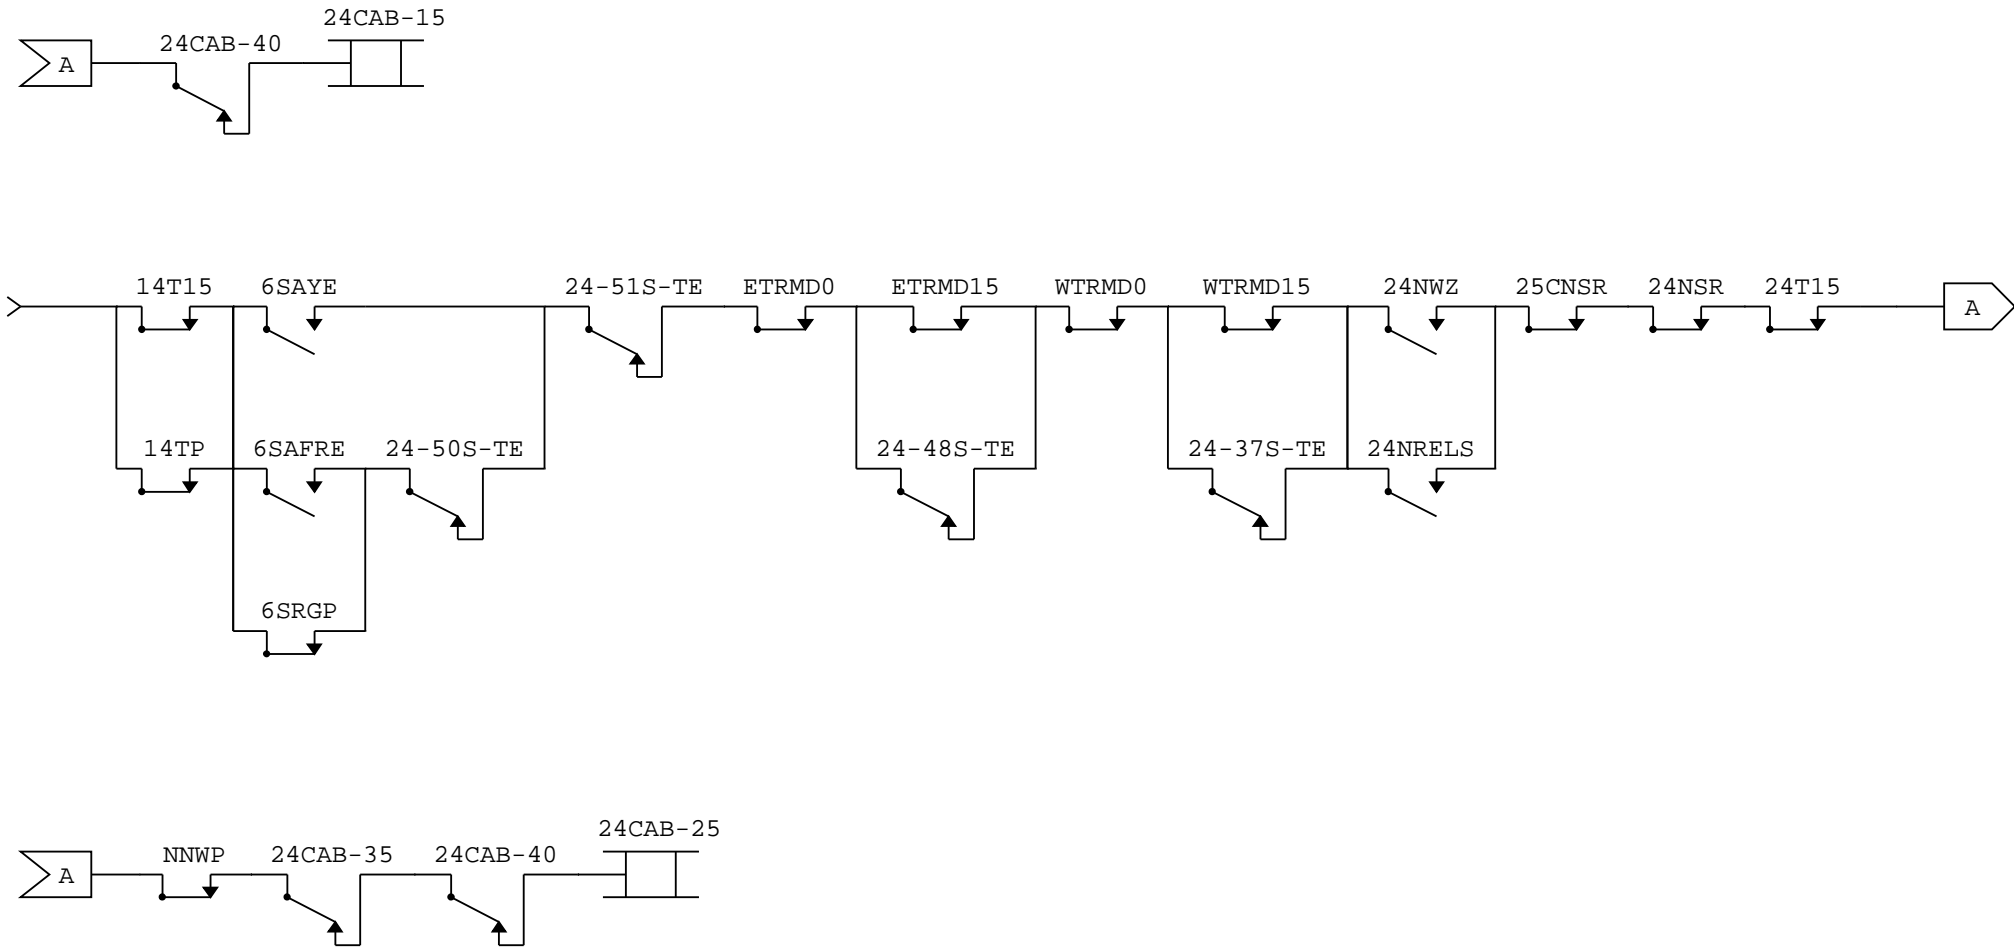 24CAB-15
24CAB-40
A
14T15 6SAYE 24-51S-TE ETRMD0 ETRMD15 WTRMD0 WTRMD15 24NWZ 25CNSR 24NSR 24T15
A
14TP 6SAFRE 24-50S-TE 24-48S-TE 24-37S-TE 24NRELS
6SRGP
24CAB-25
NNWP 24CAB-35 24CAB-40
A